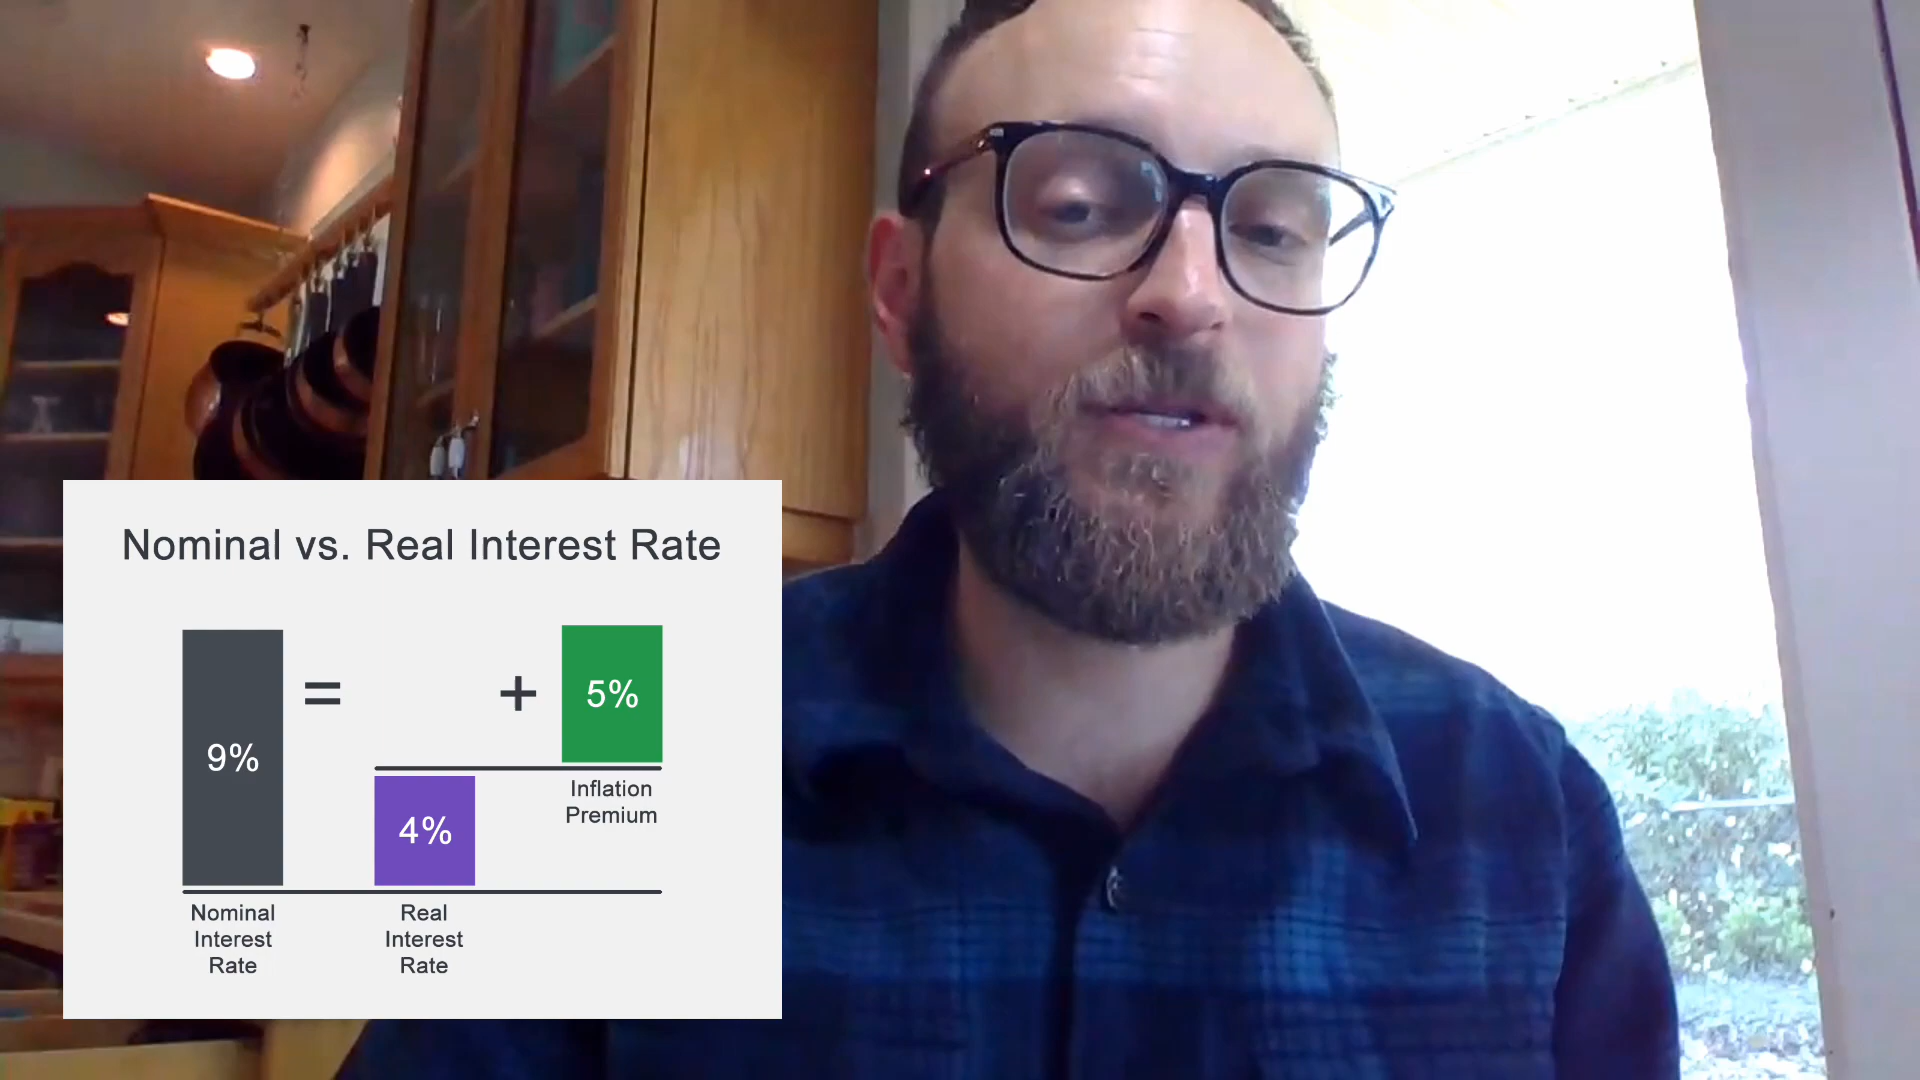 Nominal vs. Real Interest Rate
9%
=
+
5%
Inflation
Premium
4%
Nominal
Interest
Rate
Real
Interest
Rate